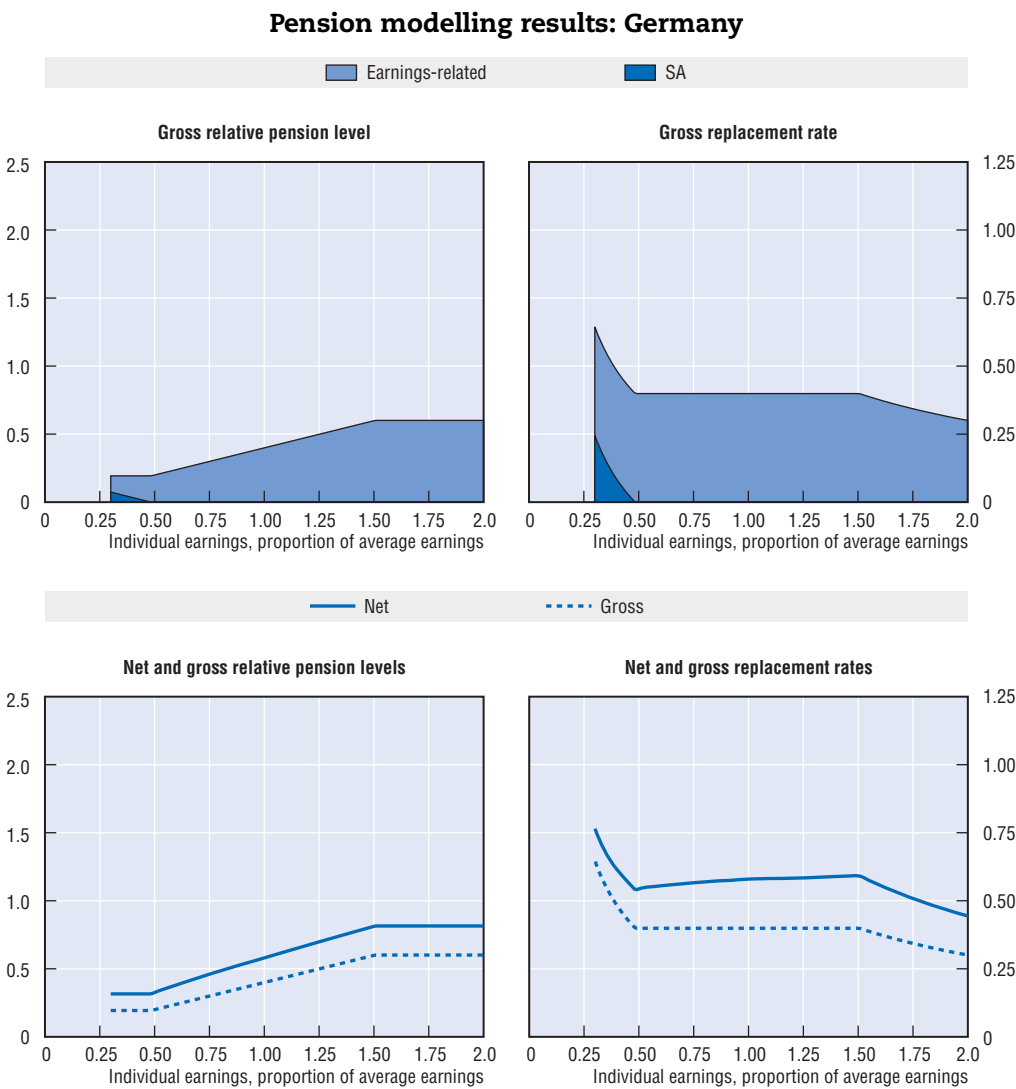 Pension modelling results: Germany
Earnings-related SA
Gross relative pension level
2.5
2.0
1.5
1.0
0.5
0
0 0.25 0.50 0.75 1.00 1.25 1.50 1.75 2.0
Individual earnings, proportion of average earnings
Gross replacement rate
1.25
1.00
0.75
0.50
0.25
0
0 0.25 0.50 0.75 1.00 1.25 1.50 1.75 2.0
Individual earnings, proportion of average earnings
Net Gross
Net and gross relative pension levels
2.5
2.0
1.5
1.0
0.5
0
0 0.25 0.50 0.75 1.00 1.25 1.50 1.75 2.0
Individual earnings, proportion of average earnings
Net and gross replacement rates
1.25
1.00
0.75
0.50
0.25
0
0 0.25 0.50 0.75 1.00 1.25 1.50 1.75 2.0
Individual earnings, proportion of average earnings